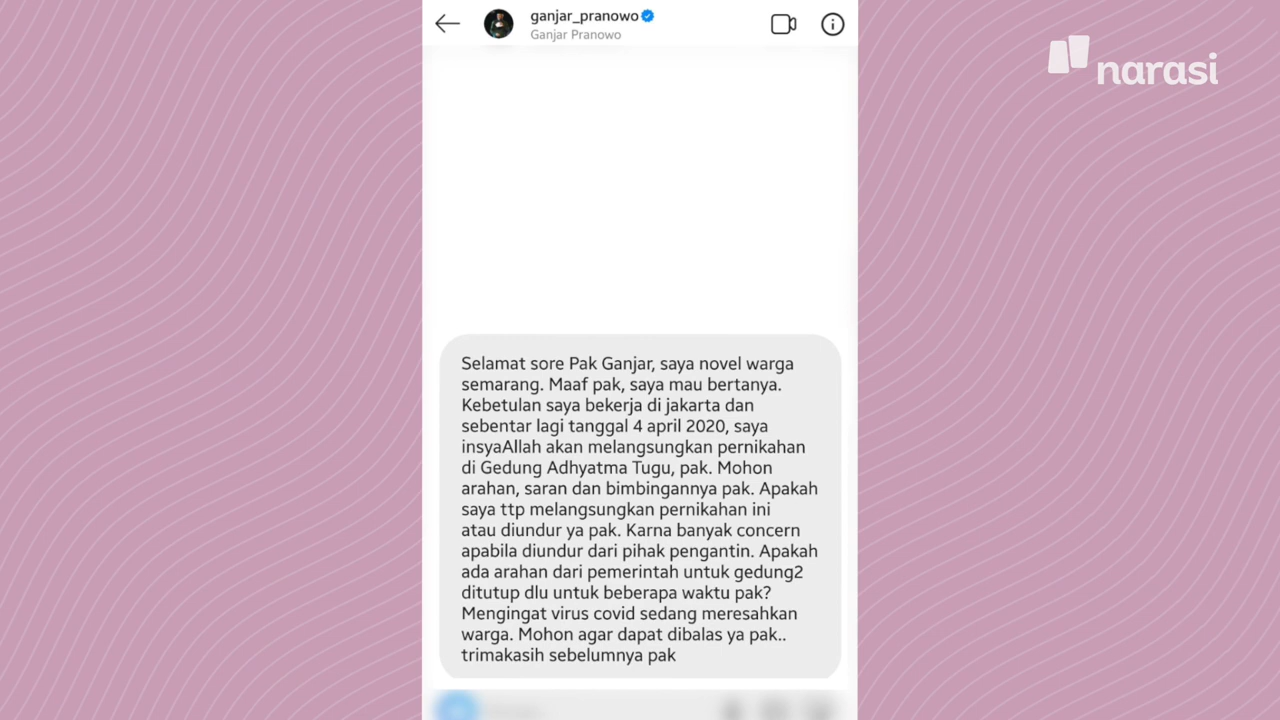 ganjar_pranowo
Ganjar Pranowo
narasi
Selamat sore Pak Ganjar, saya novel warga
semarang. Maaf pak, saya mau bertanya.
Kebetulan saya bekerja di jakarta dan
sebentar lagi tanggal 4 april 2020, saya
insyaAllah akan melangsungkan pernikahan
di Gedung Adhyatma Tugu, pak. Mohon
arahan, saran dan bimbingannya pak. Apakah
saya ttp melangsungkan pernikahan ini
atau diundur ya pak. Karna banyak concern
apabila diundur dari pihak pengantin. Apakah
ada arahan dari pemerintah untuk gedung2
ditutup dlu untuk beberapa waktu pak?
Mengingat virus covid sedang meresahkan
warga. Mohon agar dapat dibalas ya pak..
trimakasih sebelumnya pak